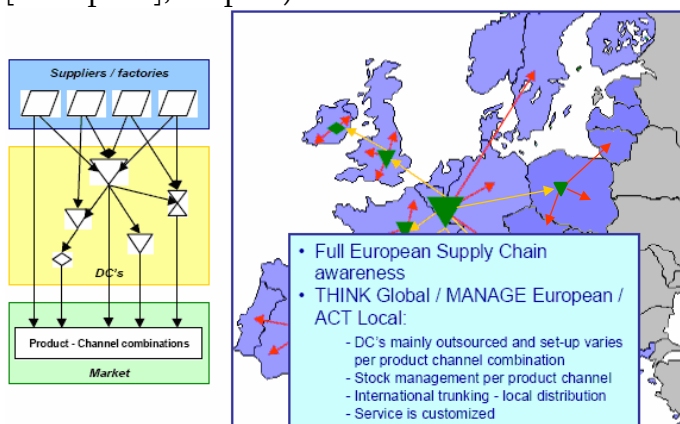 Suppliers / factories
DC's
Product - Channel combinations
Market
• Full European Supply Chain
awareness
• THINK Global / MANAGE European /
ACT Local:
- DC's mainly outsourced and set-up varies
per product channel combination
- Stock management per product channel
- International trunking - local distribution
- Service is customized